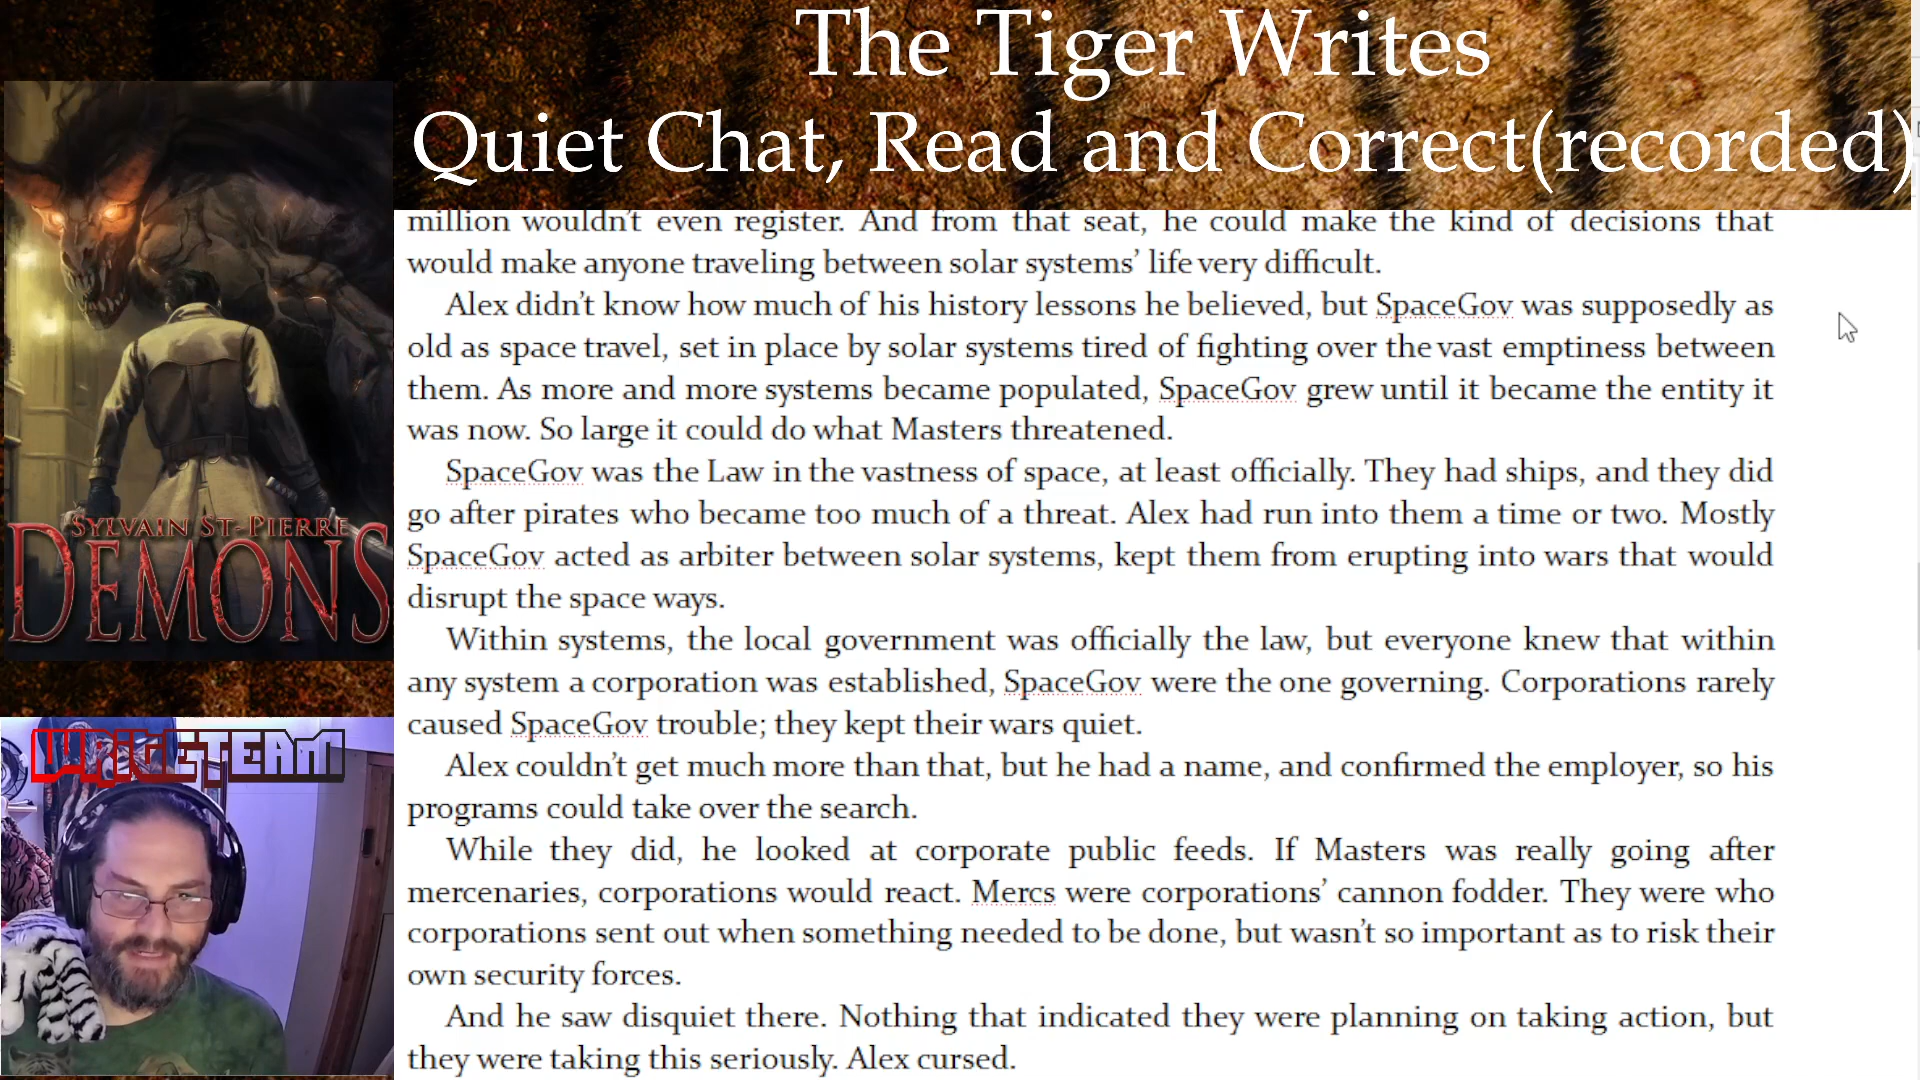 The Tiger Writes
Quiet Chat, Read and Correct(recorded)
SYLVAIN ST-PIERRE
DEMONS
WRITETEAM
million wouldn't even register. And from that seat, he could make the kind of decisions that
would make anyone traveling between solar systems' life very difficult.
Alex didn't know how much of his history lessons he believed, but SpaceGov was supposedly as
old as space travel, set in place by solar systems tired of fighting over the vast emptiness between
them. As more and more systems became populated, SpaceGov grew until it became the entity it
was now. So large it could do what Masters threatened.
SpaceGov was the Law in the vastness of space, at least officially. They had ships, and they did
go after pirates who became too much of a threat. Alex had run into them a time or two. Mostly
SpaceGov acted as arbiter between solar systems, kept them from erupting into wars that would
disrupt the space ways.
Within systems, the local government was officially the law, but everyone knew that within
any system a corporation was established, SpaceGov were the one governing. Corporations rarely
caused SpaceGov trouble; they kept their wars quiet.
Alex couldn't get much more than that, but he had a name, and confirmed the employer, so his
programs could take over the search.
While they did, he looked at corporate public feeds. If Masters was really going after
mercenaries, corporations would react. Mercs were corporations' cannon fodder. They were who
corporations sent out when something needed to be done, but wasn't so important as to risk their
own security forces.
And he saw disquiet there. Nothing that indicated they were planning on taking action, but
they were taking this seriously. Alex cursed.